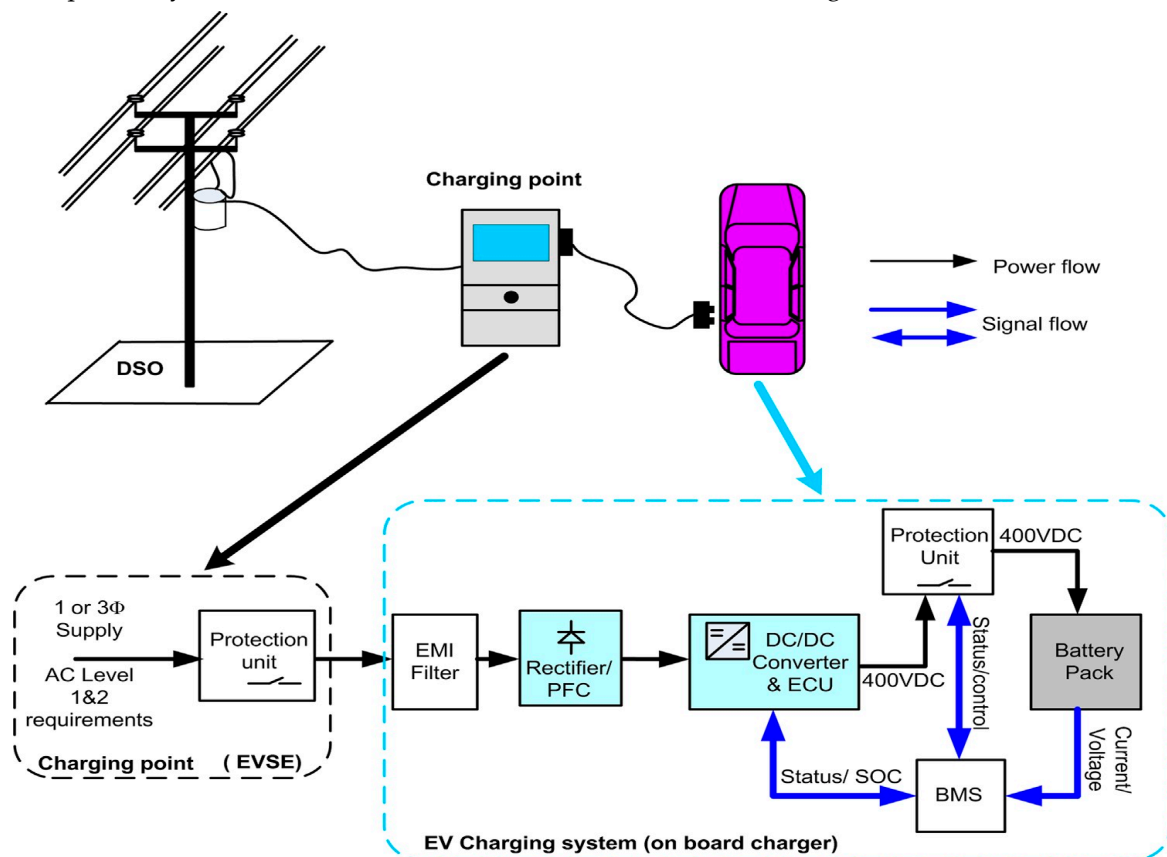 Charging point
Power flow
Signal flow
DSO
1 or 3Φ
Supply
AC Level
1&2
requirements
Protection
unit
Charging point ( EVSE)
EMI
Filter
Rectifier/
PFC
DC/DC
Converter
& ECU
400VDC
Protection
Unit
400VDC
Status/control
Battery
Pack
Current/
Voltage
Status/ SOC
BMS
EV Charging system (on board charger)